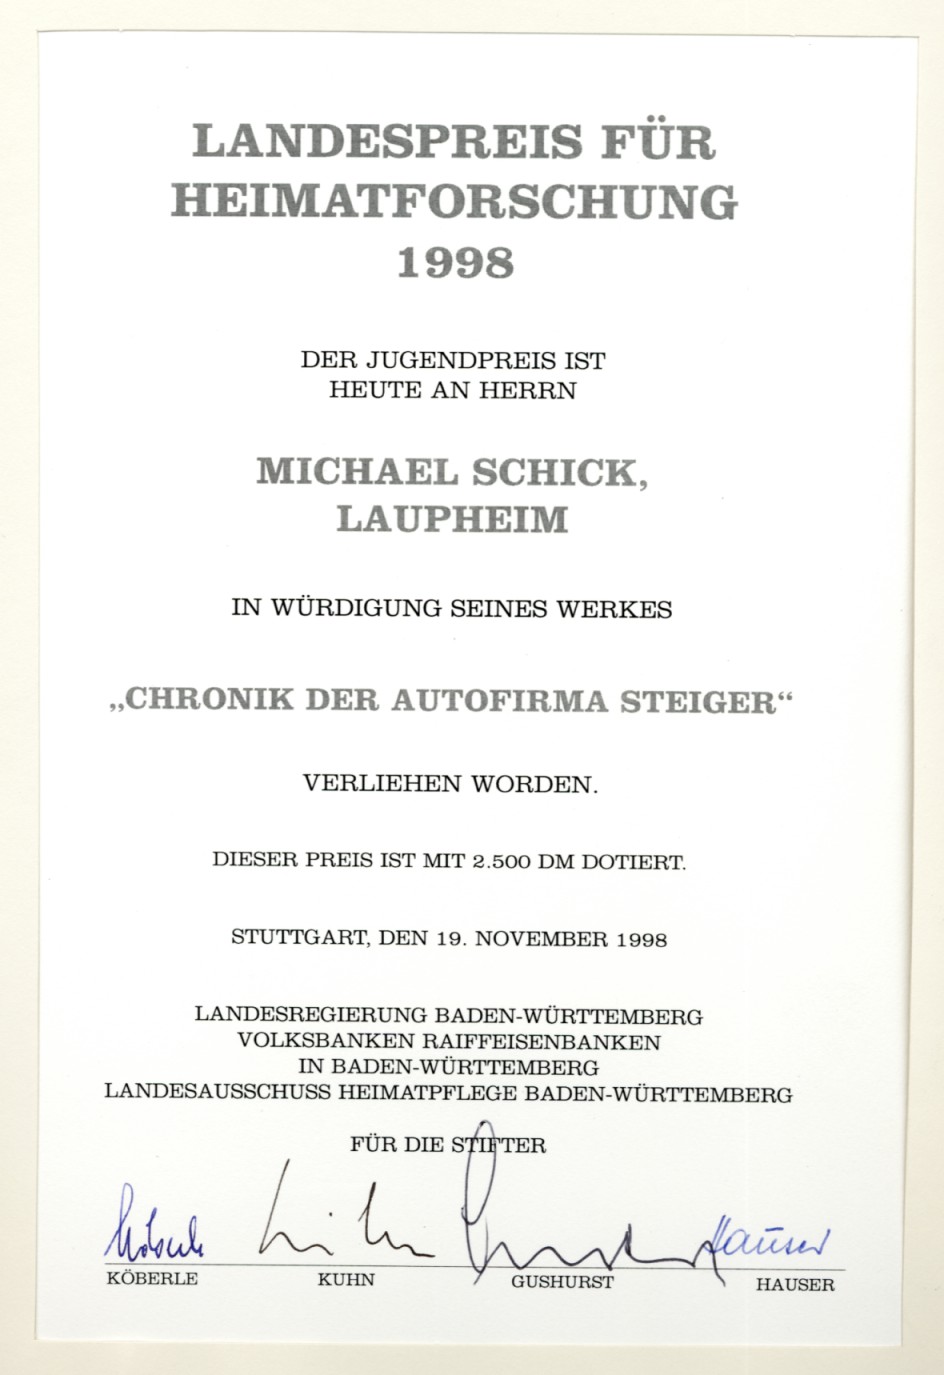 LANDESPREIS FÜR
HEIMATFORSCHUNG
1998
DER JUGENDPREIS IST
HEUTE AN HERRN
MICHAEL SCHICK,
LAUPHEIM
IN WÜRDIGUNG SEINES WERKES
„CHRONIK DER AUTOFIRMA STEIGER“
VERLIEHEN WORDEN.
DIESER PREIS IST MIT 2.500 DM DOTIERT.
STUTTGART, DEN 19. NOVEMBER 1998
LANDESREGIERUNG BADEN-WÜRTTEMBERG
VOLKSBANKEN RAIFFEISENBANKEN
IN BADEN-WÜRTTEMBERG
LANDESAUSSCHUSS HEIMATPFLEGE BADEN-WÜRTTEMBERG
FÜR DIE STIFTER
Köberle Hauser
KÖBERLE KUHN GUSHURST HAUSER